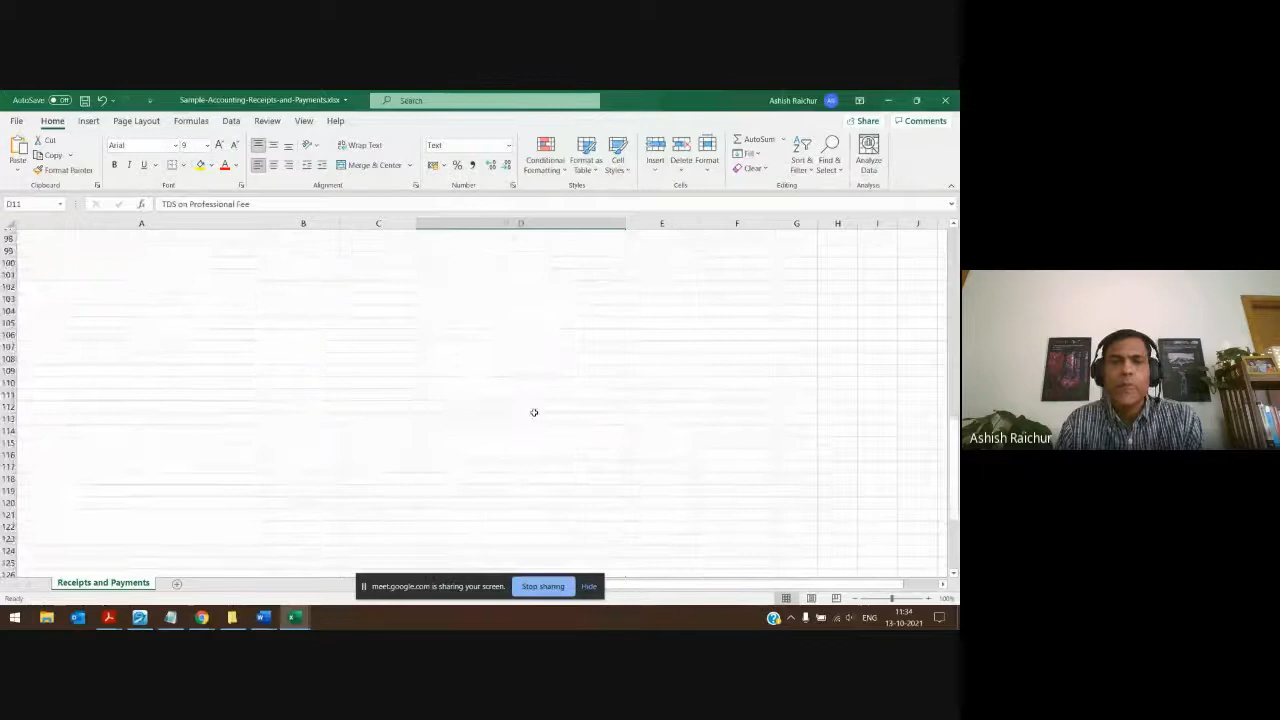 AutoSave Off
Sample-Accounting-Receipts-and-Payments.xlsx
Search
Ashish Raichur AR
File Home Insert Page Layout Formulas Data Review View Help
Share Comments
Paste
Cut
Copy
Format Painter
Clipboard
Arial 9
B I U
Font
Wrap Text
Merge & Center
Alignment
Text
Number
Conditional Formatting
Format as Table
Cell Styles
Styles
Insert Delete Format
Cells
AutoSum
Fill
Clear
Sort & Filter
Find & Select
Editing
Analyze Data
Analysis
D11 fx TDS on Professional Fee
A B C D E F G H I J
98
99
100
101
102
103
104
105
106
107
108
109
110
111
112
113
114
115
116
117
118
119
120
121
122
123
124
125
126
Receipts and Payments
meet.google.com is sharing your screen. Stop sharing Hide
Ready
100%
ENG
11:34
13-10-2021
Ashish Raichur